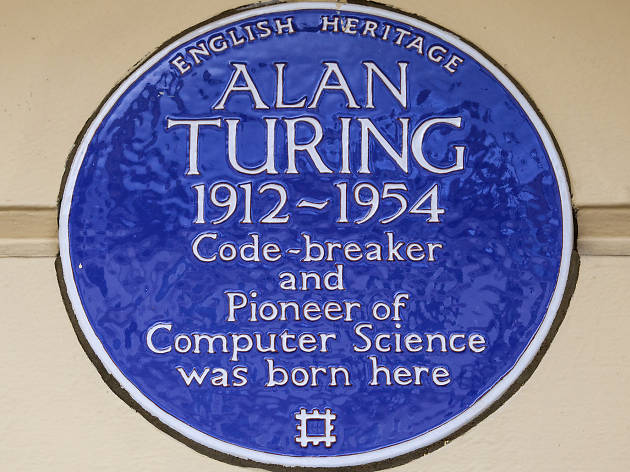 ENGLISH HERITAGE
ALAN
TURING
1912~1954
Code-breaker
and
Pioneer of
Computer Science
was born here